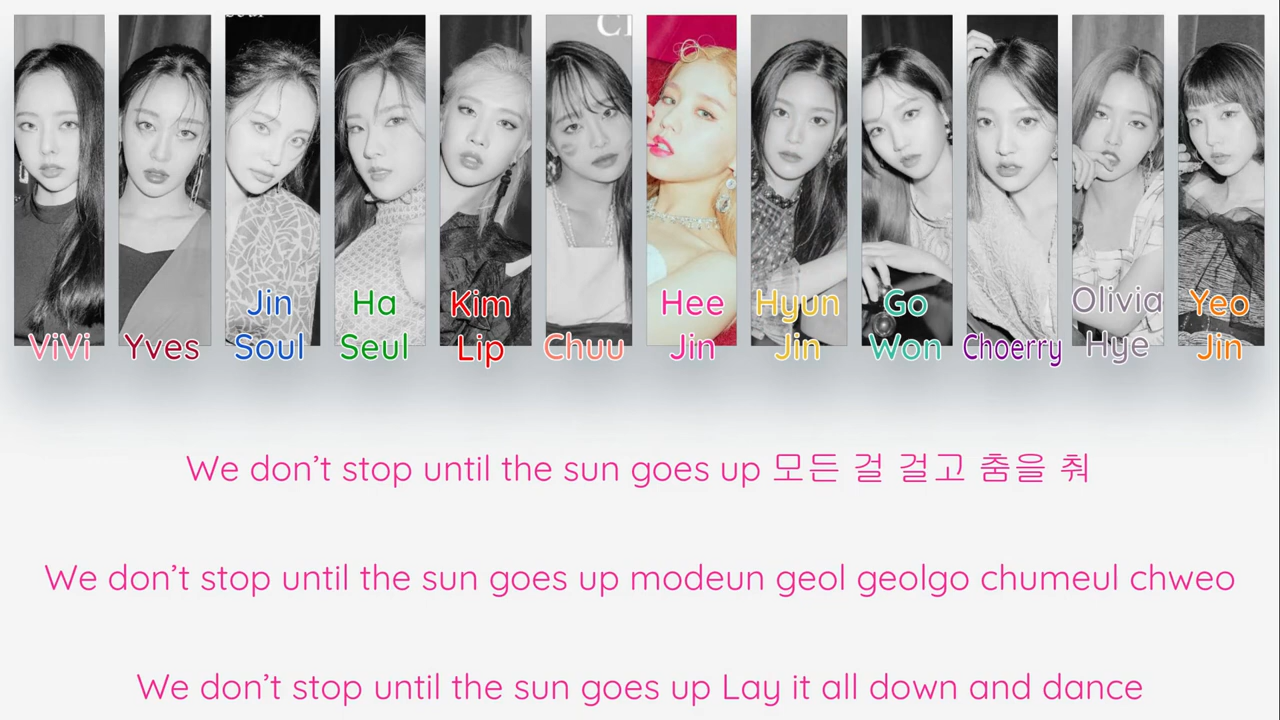 ViVi
Yves
Jin
Soul
Ha
Seul
Kim
Lip
Chuu
Hee
Jin
Hyun
Jin
Go
Won
Choerry
Olivia
Hye
Yeo
Jin
We don't stop until the sun goes up 모든 걸 걸고 춤을 춰
We don't stop until the sun goes up modeun geol geolgo chumeul chweo
We don't stop until the sun goes up Lay it all down and dance